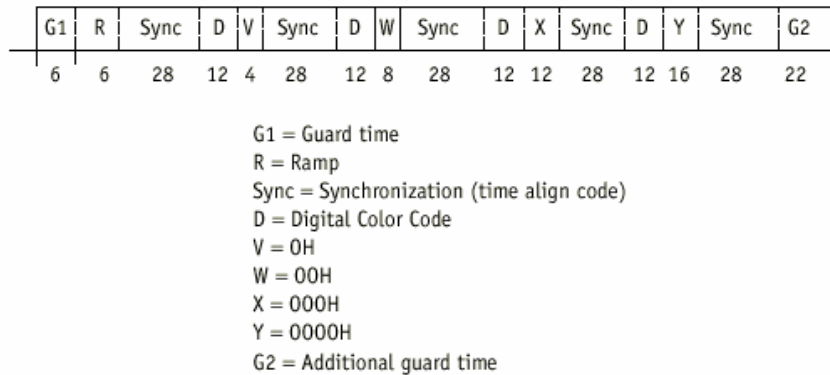 G1 R Sync D V Sync D W Sync D X Sync D Y Sync G2
6 6 28 12 4 28 12 8 28 12 12 28 12 16 28 22
G1 = Guard time
R = Ramp
Sync = Synchronization (time align code)
D = Digital Color Code
V = 0H
W = 00H
X = 000H
Y = 0000H
G2 = Additional guard time